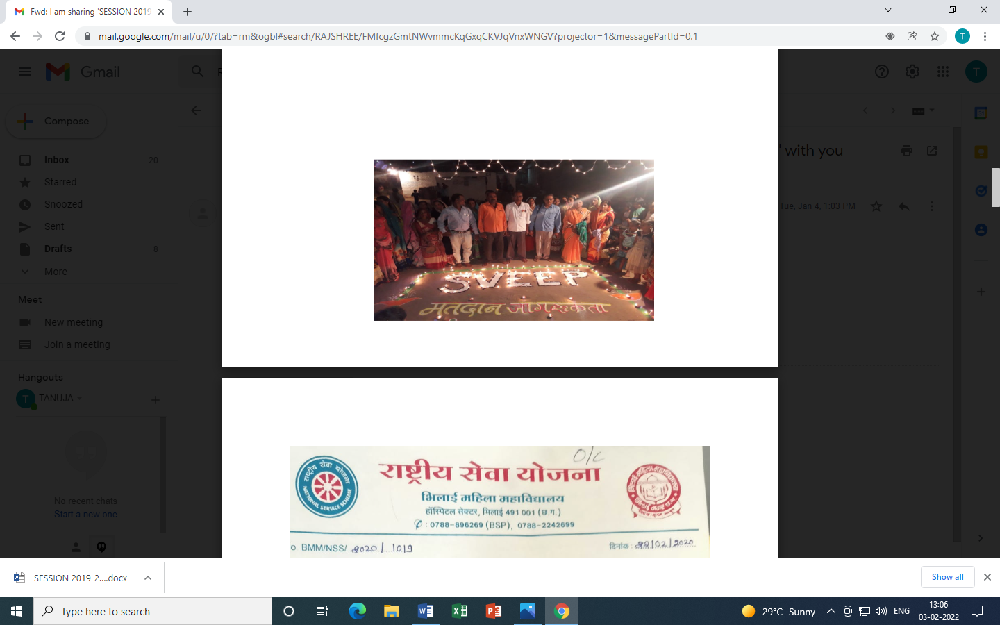 Fwd: I am sharing 'SESSION 2019
mail.google.com/mail/u/0/?tab=rm&ogbl#search/RAJSHREE/FMfcgzGmtNWvmmcKqGxqCKVJqVnxWNGV?projector=1&messagePartId=0.1
T
Gmail
T
Compose
' with you
Inbox 20
Starred
Tue, Jan 4, 1:03 PM
Snoozed
Sent
Drafts 8
More
Meet
New meeting
Join a meeting
Hangouts
T TANUJA
No recent chats
Start a new one
SVEEP
मतदान जागरुकता
O/C
राष्ट्रीय सेवा योजना
NATIONAL SERVICE SCHEME
राष्ट्रीय सेवा योजना
भिलाई महिला महाविद्यालय
हॉस्पिटल सेक्टर, भिलाई 491 001 (छ.ग.)
: 0788-896269 (BSP), 0788-2242699
o BMM/NSS/ 2020/1019
दिनांक : /02/2020
SESSION 2019-2....docx
Show all
Type here to search
29°C Sunny
ENG
13:06
03-02-2022